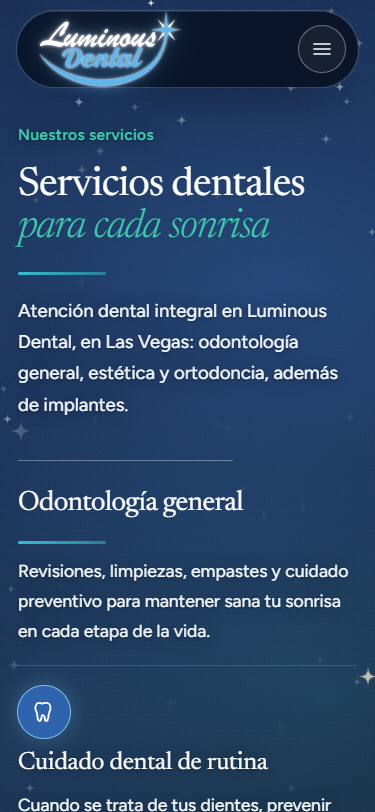 Luminous
Dental
Nuestros servicios
Servicios dentales
para cada sonrisa
Atención dental integral en Luminous
Dental, en Las Vegas: odontología
general, estética y ortodoncia, además
de implantes.
Odontología general
Revisiones, limpiezas, empastes y cuidado
preventivo para mantener sana tu sonrisa
en cada etapa de la vida.
Cuidado dental de rutina
Cuando se trata de tus dientes, prevenir